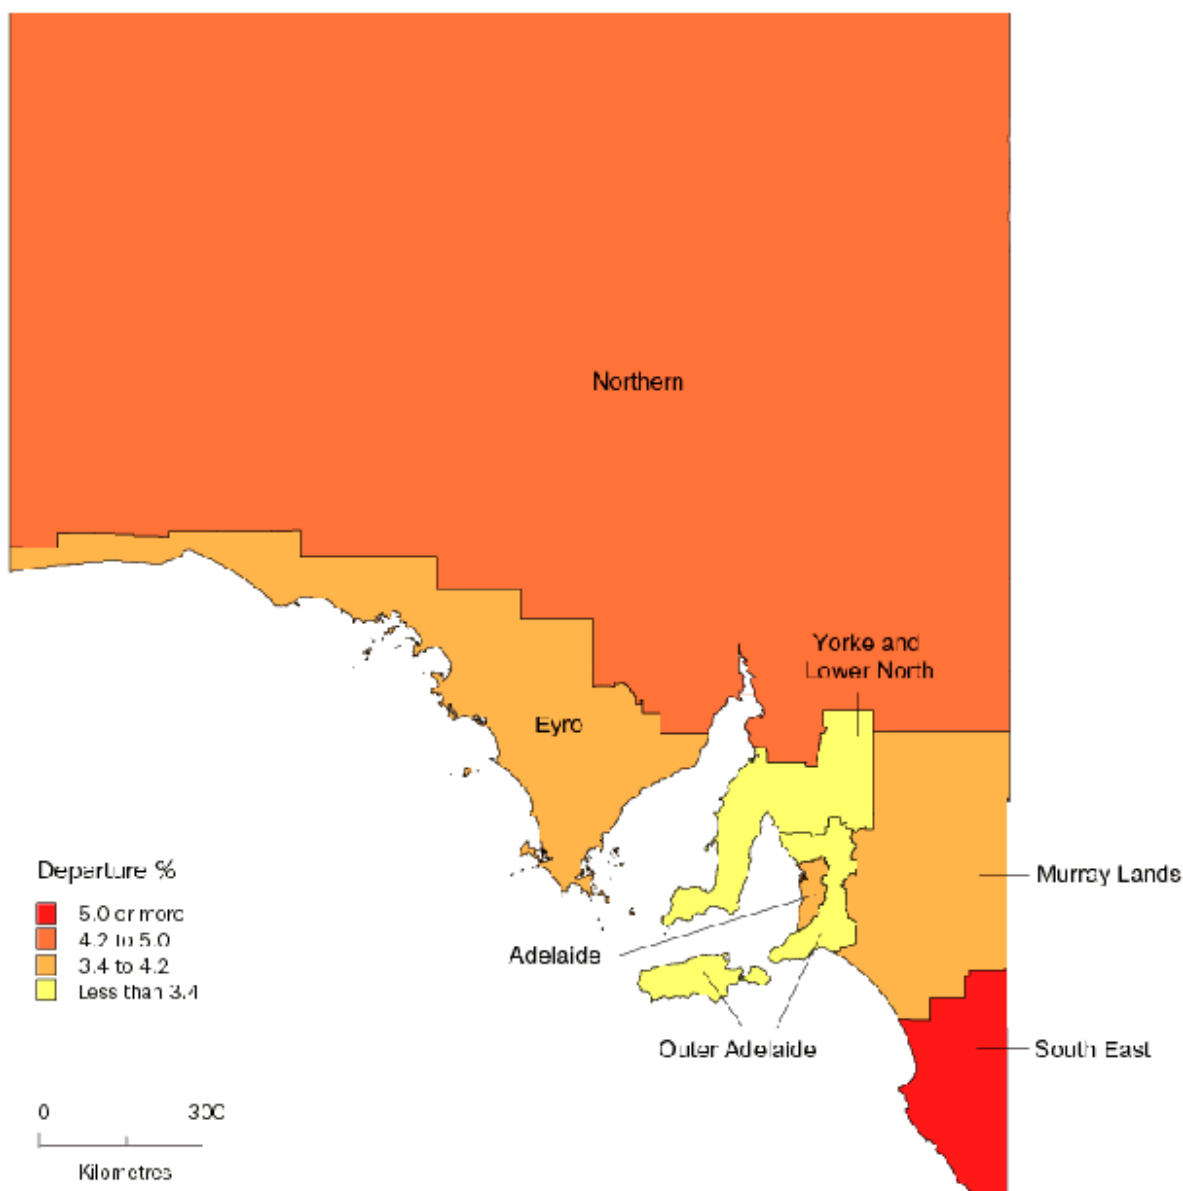 Northern
Yorke and
Lower North
Eyre
Departure %
5.0 or more
4.2 to 5.0
3.4 to 4.2
Less than 3.4
Murray Lands
Adelaide
Outer Adelaide
South East
0 300
Kilometres